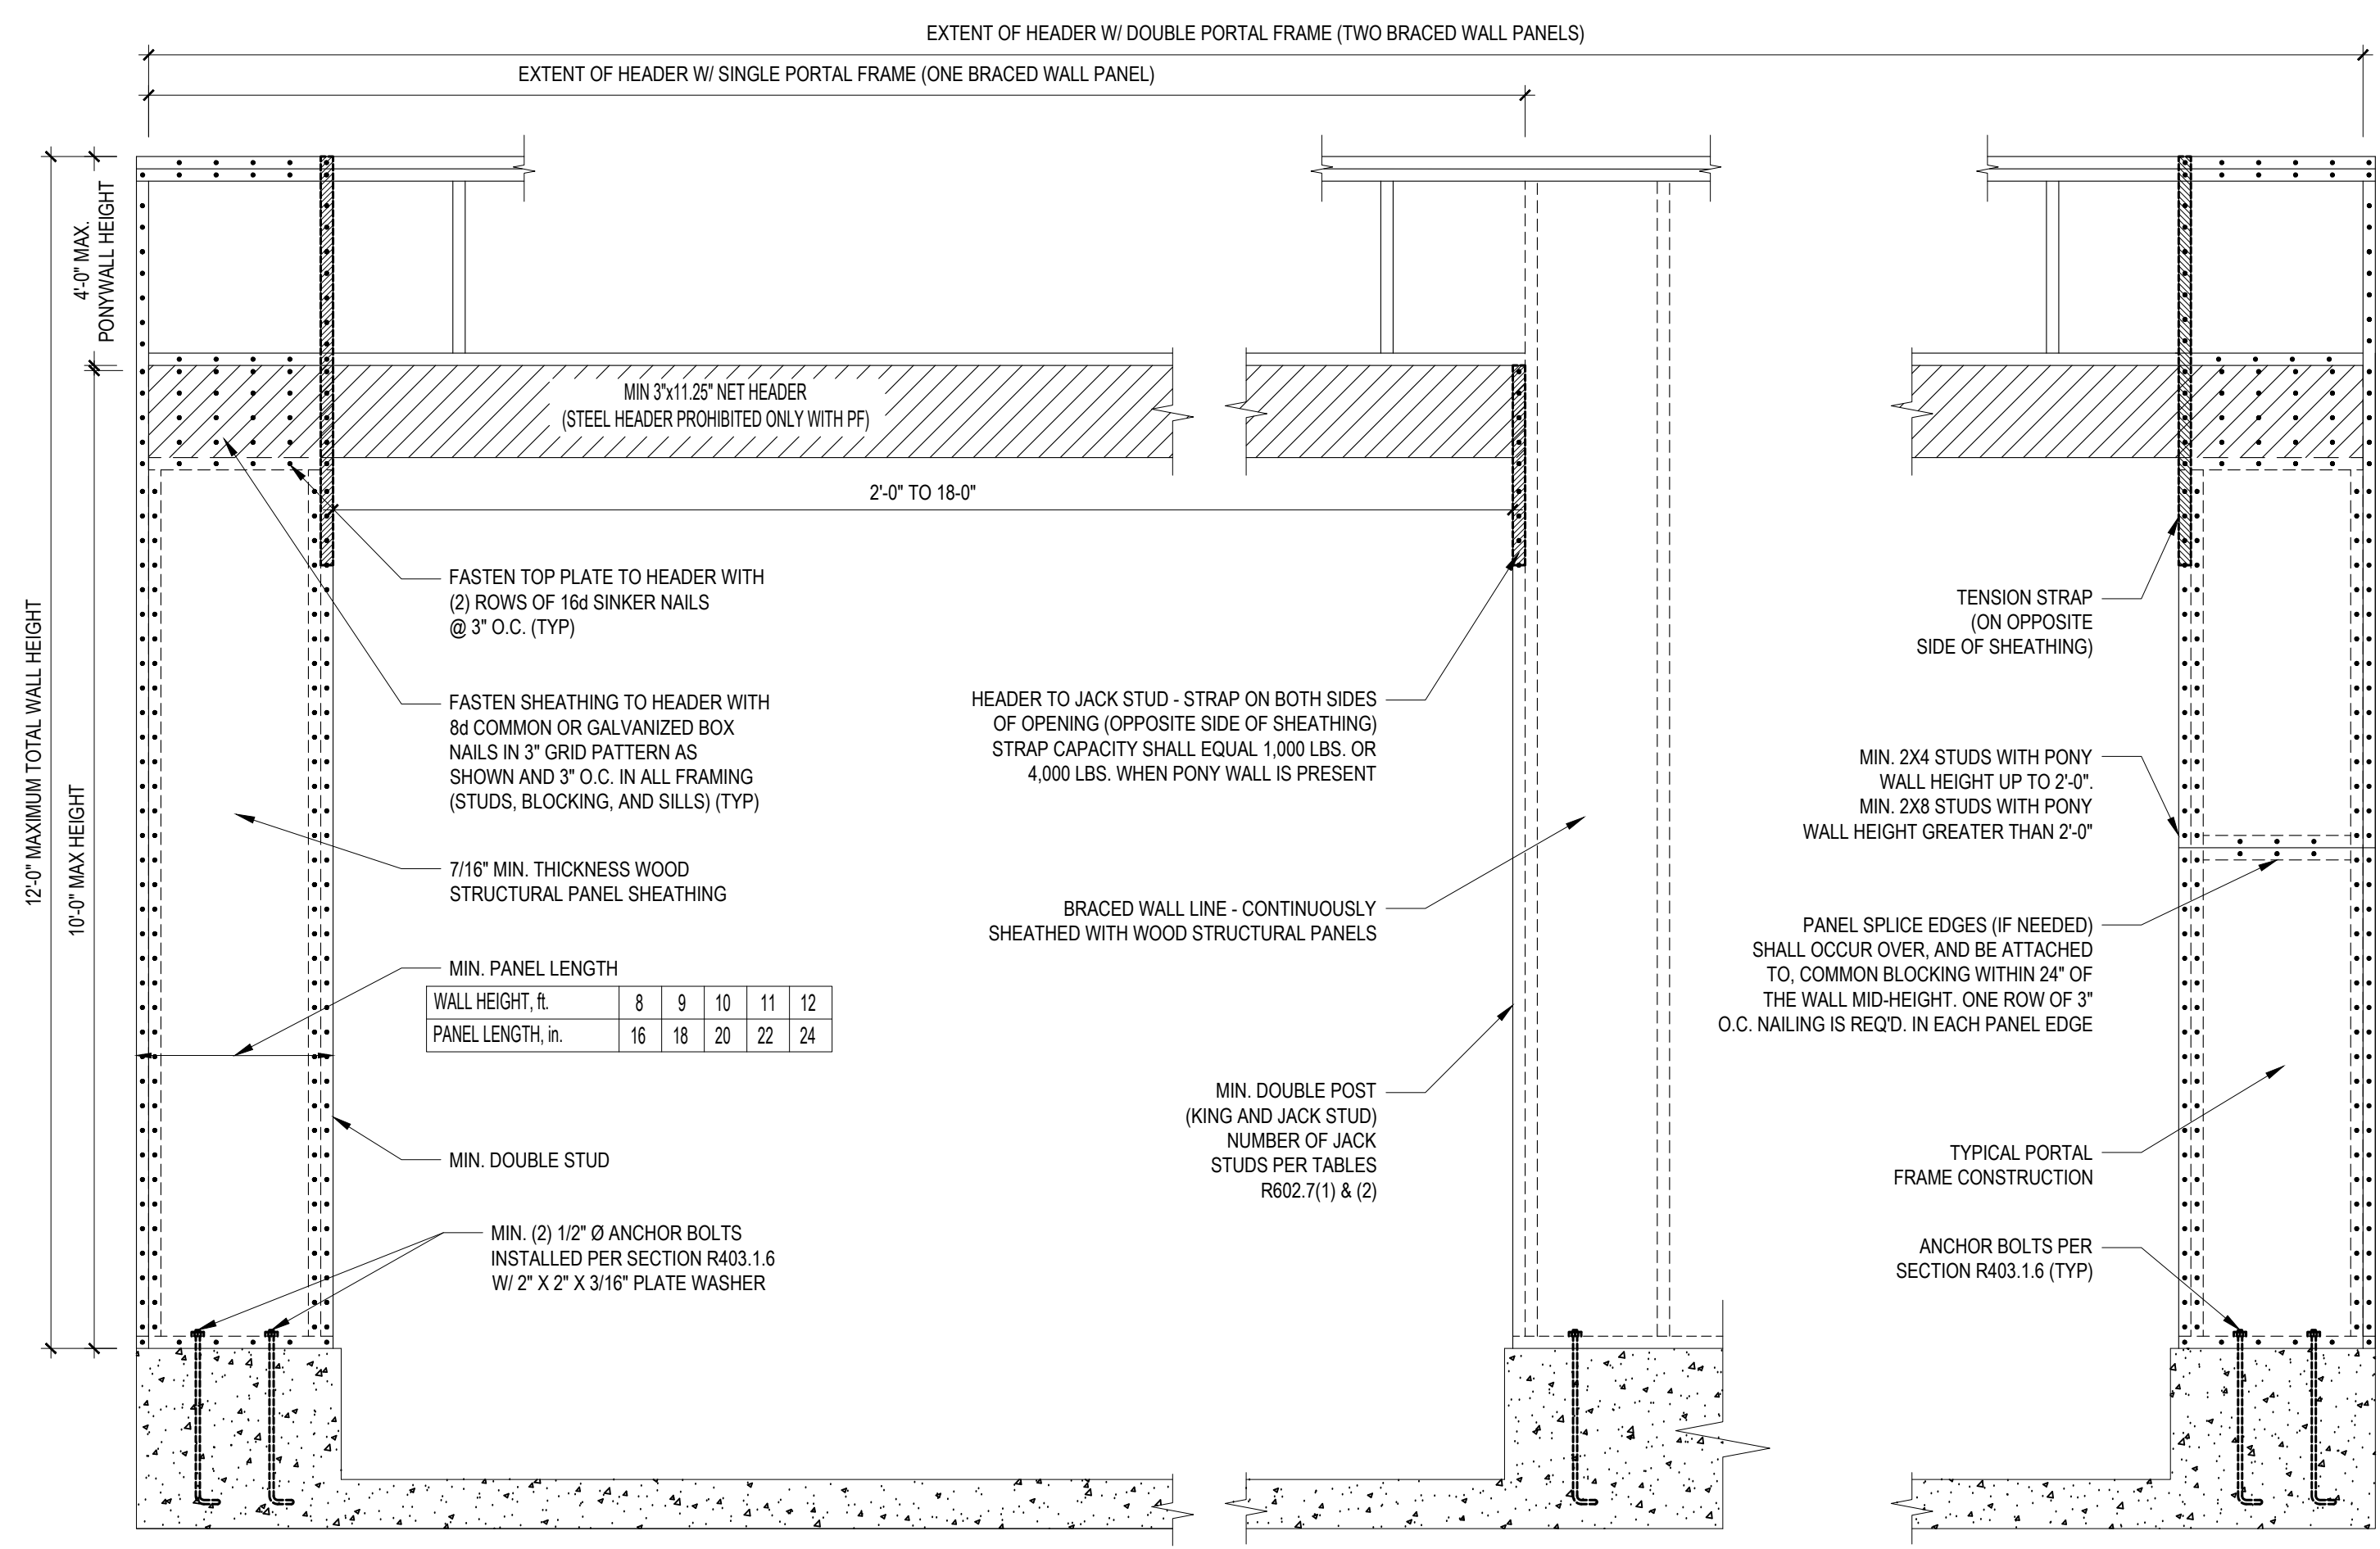 EXTENT OF HEADER W/ DOUBLE PORTAL FRAME (TWO BRACED WALL PANELS)
EXTENT OF HEADER W/ SINGLE PORTAL FRAME (ONE BRACED WALL PANEL)
4'-0" MAX.
PONYWALL HEIGHT
12'-0" MAXIMUM TOTAL WALL HEIGHT
10'-0" MAX HEIGHT
MIN 3"x11.25" NET HEADER
(STEEL HEADER PROHIBITED ONLY WITH PF)
2'-0" TO 18-0"
FASTEN TOP PLATE TO HEADER WITH
(2) ROWS OF 16d SINKER NAILS
@ 3" O.C. (TYP)
FASTEN SHEATHING TO HEADER WITH
8d COMMON OR GALVANIZED BOX
NAILS IN 3" GRID PATTERN AS
SHOWN AND 3" O.C. IN ALL FRAMING
(STUDS, BLOCKING, AND SILLS) (TYP)
7/16" MIN. THICKNESS WOOD
STRUCTURAL PANEL SHEATHING
MIN. PANEL LENGTH
WALL HEIGHT, ft. 8 9 10 11 12
PANEL LENGTH, in. 16 18 20 22 24
MIN. DOUBLE STUD
MIN. (2) 1/2" Ø ANCHOR BOLTS
INSTALLED PER SECTION R403.1.6
W/ 2" X 2" X 3/16" PLATE WASHER
HEADER TO JACK STUD - STRAP ON BOTH SIDES
OF OPENING (OPPOSITE SIDE OF SHEATHING)
STRAP CAPACITY SHALL EQUAL 1,000 LBS. OR
4,000 LBS. WHEN PONY WALL IS PRESENT
BRACED WALL LINE - CONTINUOUSLY
SHEATHED WITH WOOD STRUCTURAL PANELS
MIN. DOUBLE POST
(KING AND JACK STUD)
NUMBER OF JACK
STUDS PER TABLES
R602.7(1) & (2)
TENSION STRAP
(ON OPPOSITE
SIDE OF SHEATHING)
MIN. 2X4 STUDS WITH PONY
WALL HEIGHT UP TO 2'-0".
MIN. 2X8 STUDS WITH PONY
WALL HEIGHT GREATER THAN 2'-0"
PANEL SPLICE EDGES (IF NEEDED)
SHALL OCCUR OVER, AND BE ATTACHED
TO, COMMON BLOCKING WITHIN 24" OF
THE WALL MID-HEIGHT. ONE ROW OF 3"
O.C. NAILING IS REQ'D. IN EACH PANEL EDGE
TYPICAL PORTAL
FRAME CONSTRUCTION
ANCHOR BOLTS PER
SECTION R403.1.6 (TYP)